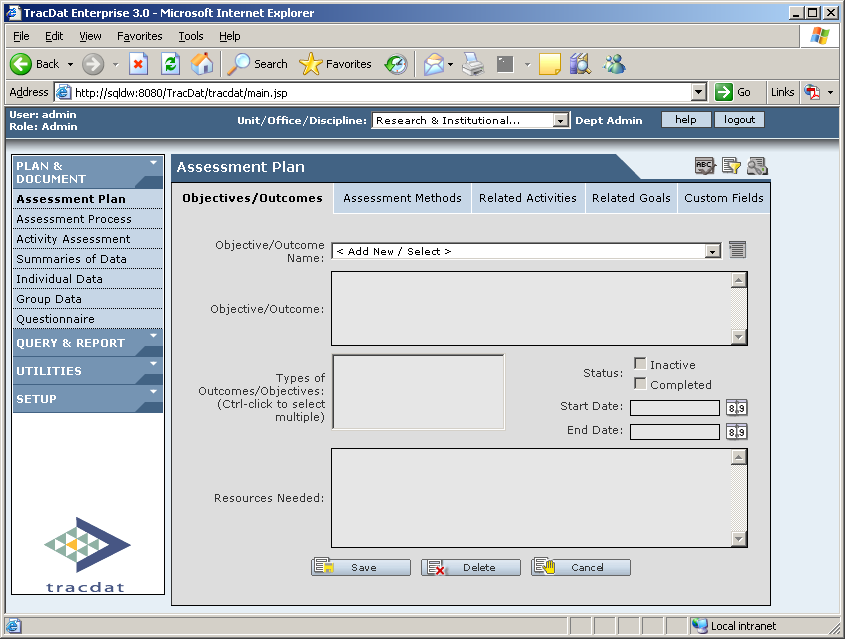 TracDat Enterprise 3.0 - Microsoft Internet Explorer
File Edit View Favorites Tools Help
Back Search Favorites
Address http://sqldw:8080/TracDat/tracdat/main.jsp Go Links
User: admin
Role: Admin
Unit/Office/Discipline: Research & Institutional... Dept Admin help logout
PLAN &
DOCUMENT
Assessment Plan
Assessment Process
Activity Assessment
Summaries of Data
Individual Data
Group Data
Questionnaire
QUERY & REPORT
UTILITIES
SETUP
tracdat
Assessment Plan
ABC
Objectives/Outcomes Assessment Methods Related Activities Related Goals Custom Fields
Objective/Outcome
Name:
< Add New / Select >
Objective/Outcome:
Types of
Outcomes/Objectives:
(Ctrl-click to select
multiple)
Status:
Inactive
Completed
Start Date: 8,9
End Date: 8,9
Resources Needed:
Save Delete Cancel
Local intranet